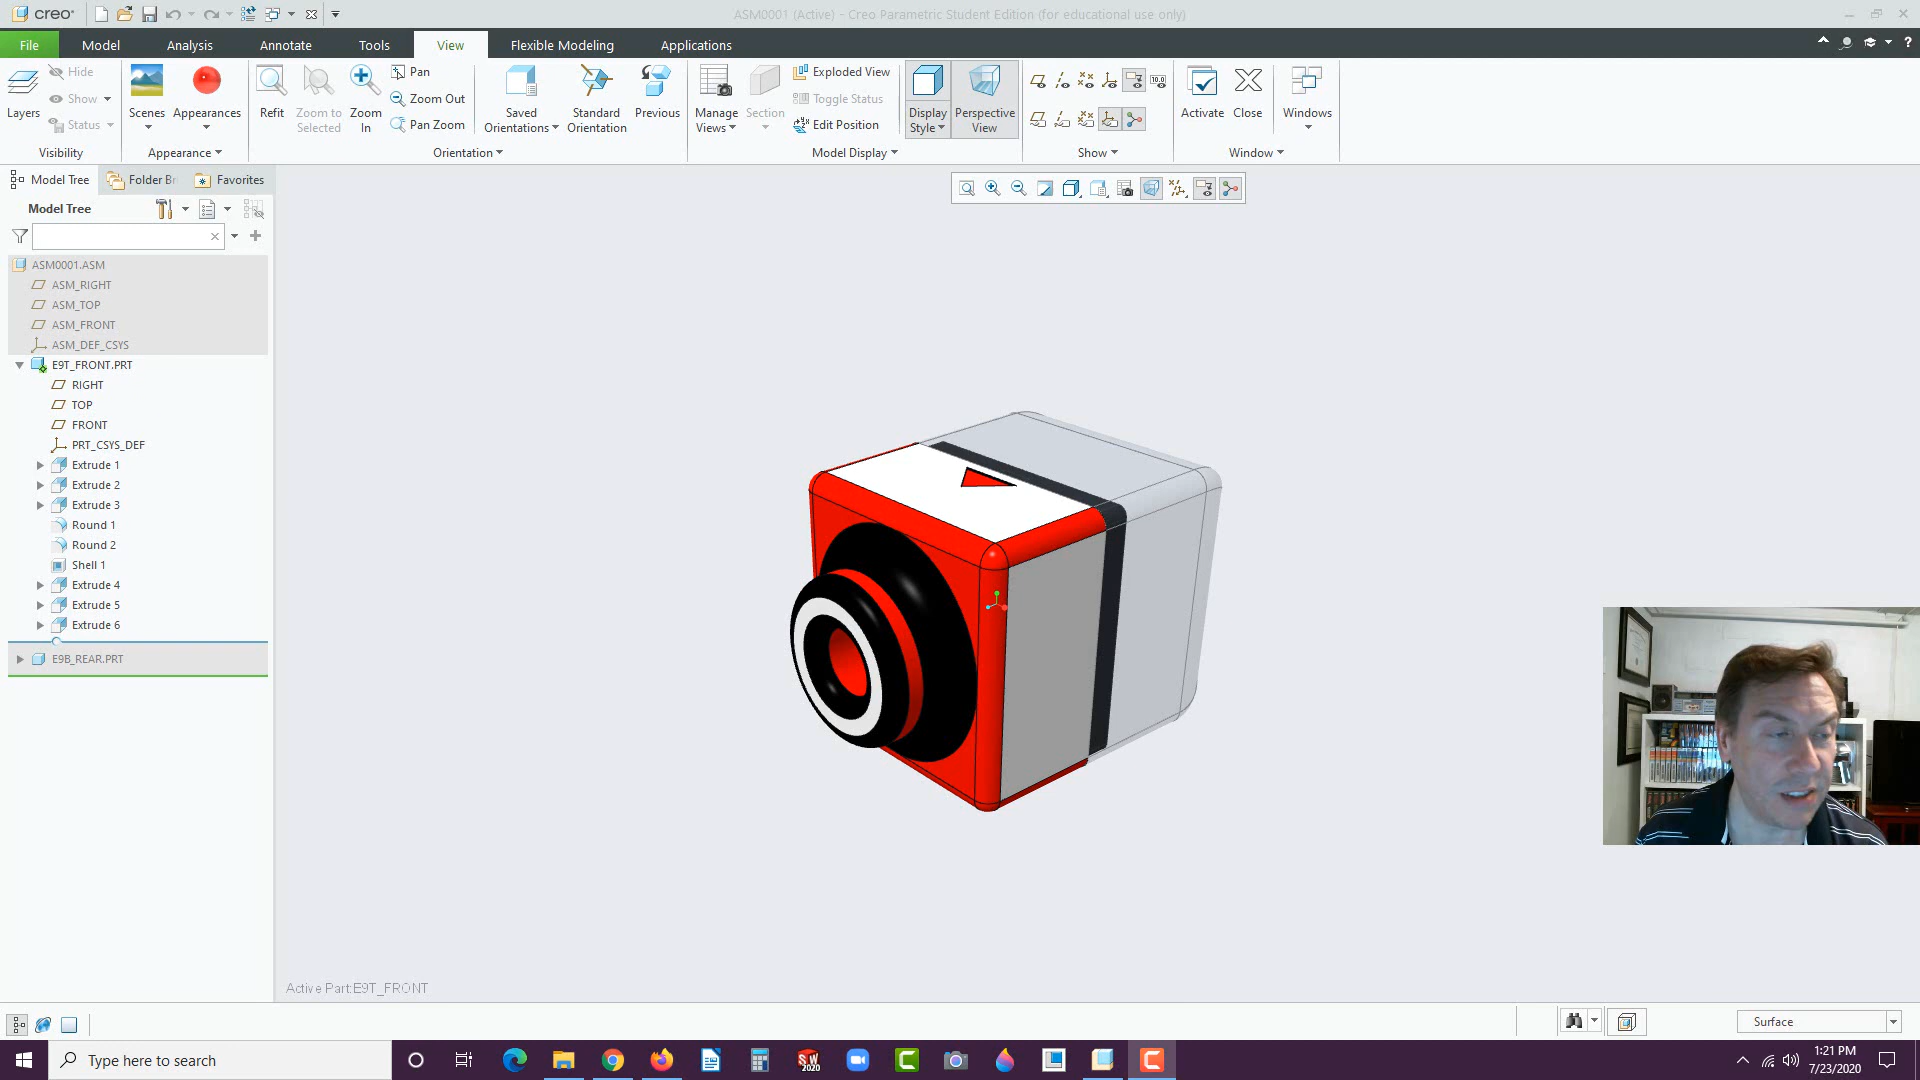 creo
ASM0001 (Active) - Creo Parametric Student Edition (for educational use only)
File Model Analysis Annotate Tools View Flexible Modeling Applications
Hide
Show
Status
Layers
Visibility
Scenes Appearances
Appearance
Refit
Zoom to Selected
Zoom In
Pan
Zoom Out
Pan Zoom
Saved Orientations
Standard Orientation
Previous
Orientation
Manage Views
Section
Exploded View
Toggle Status
Edit Position
Model Display
Display Style
Perspective View
10.0
Show
Activate Close Windows
Window
Model Tree Folder Br Favorites
Model Tree
ASM0001.ASM
ASM_RIGHT
ASM_TOP
ASM_FRONT
ASM_DEF_CSYS
E9T_FRONT.PRT
RIGHT
TOP
FRONT
PRT_CSYS_DEF
Extrude 1
Extrude 2
Extrude 3
Round 1
Round 2
Shell 1
Extrude 4
Extrude 5
Extrude 6
E9B_REAR.PRT
Active Part:E9T_FRONT
Surface
Type here to search
SW
2020
1:21 PM
7/23/2020